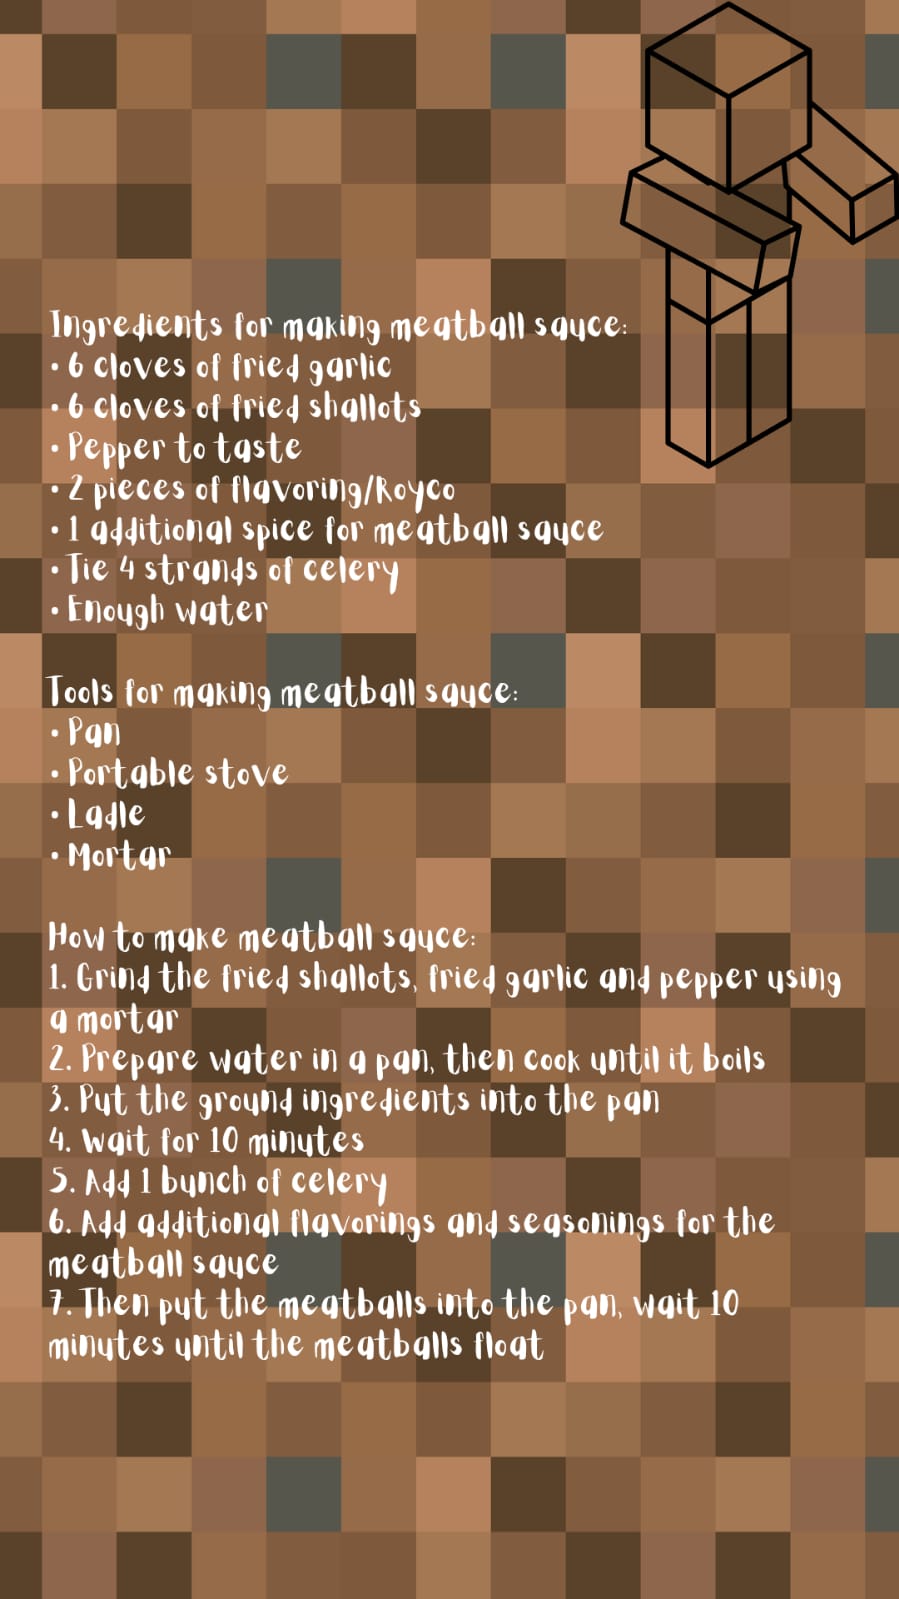 Ingredients for making meatball sauce:
• 6 cloves of fried garlic
• 6 cloves of fried shallots
• Pepper to taste
• 2 pieces of flavoring/Royco
• 1 additional spice for meatball sauce
• Tie 4 strands of celery
• Enough water
Tools for making meatball sauce:
• Pan
• Portable stove
• Ladle
• Mortar
How to make meatball sauce:
1. Grind the fried shallots, fried garlic and pepper using
a mortar
2. Prepare water in a pan, then cook until it boils
3. Put the ground ingredients into the pan
4. Wait for 10 minutes
5. Add 1 bunch of celery
6. Add additional flavorings and seasonings for the
meatball sauce
7. Then put the meatballs into the pan, wait 10
minutes until the meatballs float